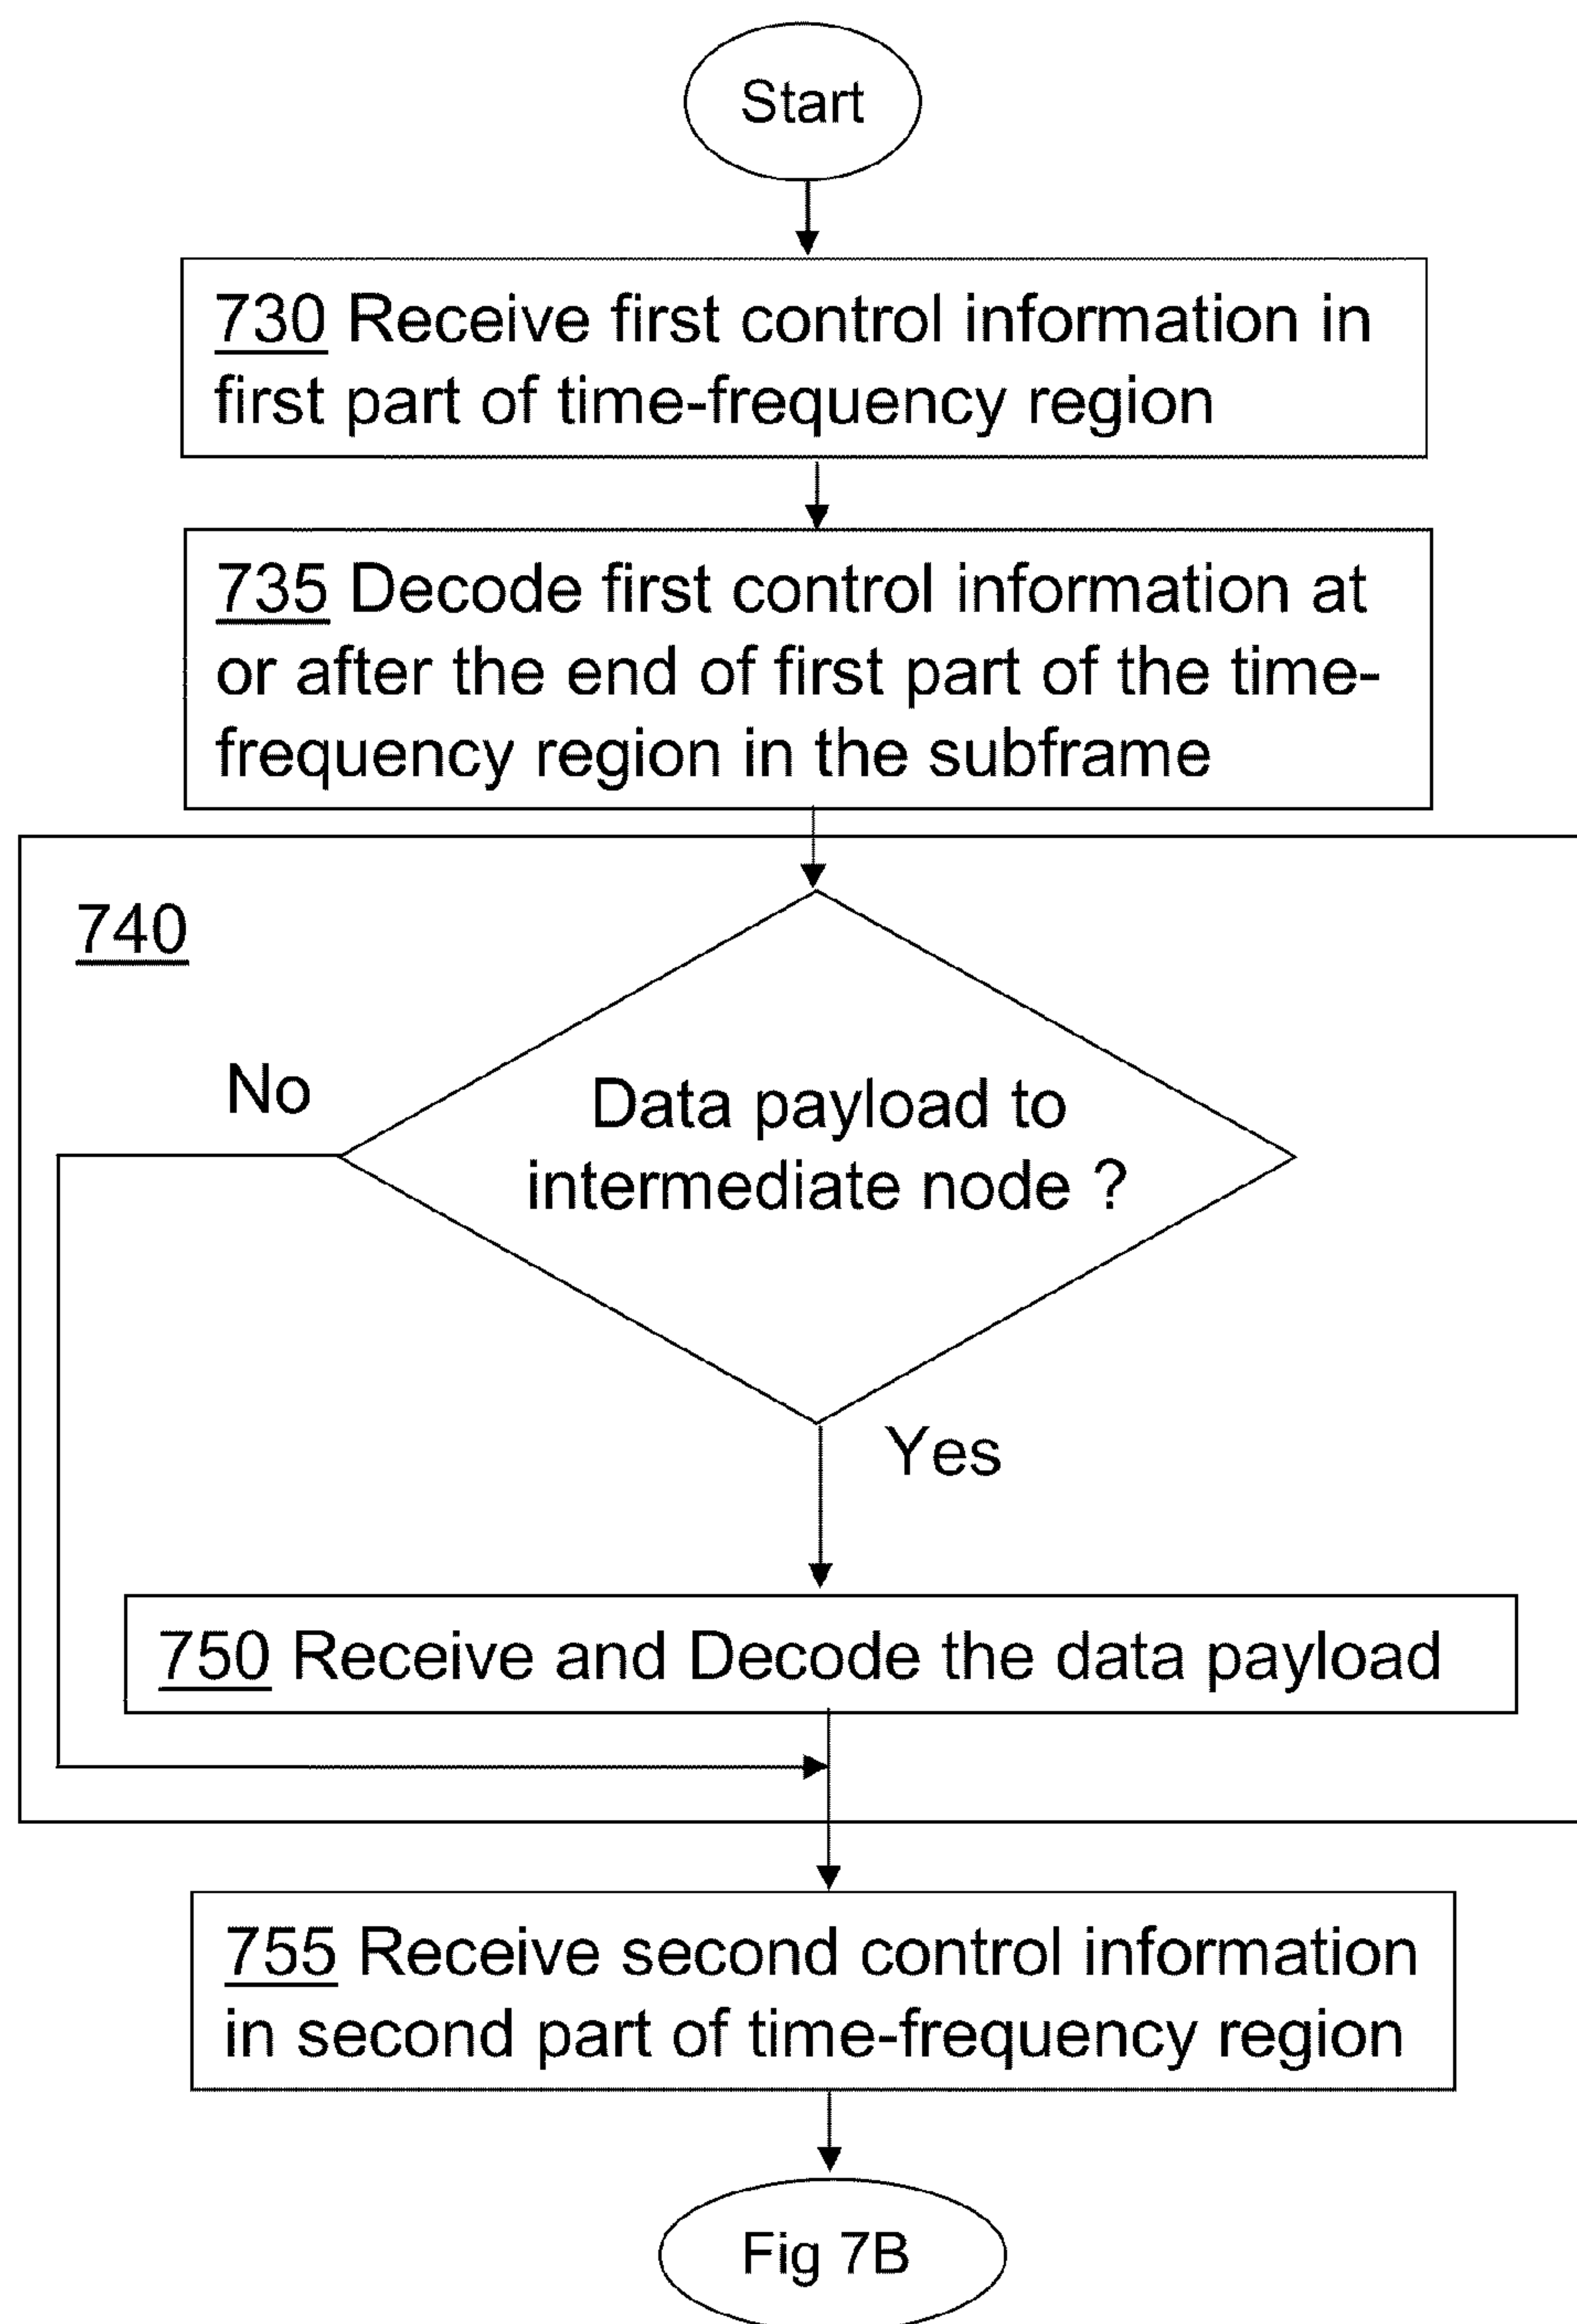 Start
730 Receive first control information in
first part of time-frequency region
735 Decode first control information at
or after the end of first part of the time-
frequency region in the subframe
740
No
Data payload to
intermediate node ?
Yes
750 Receive and Decode the data payload
755 Receive second control information
in second part of time-frequency region
Fig 7B